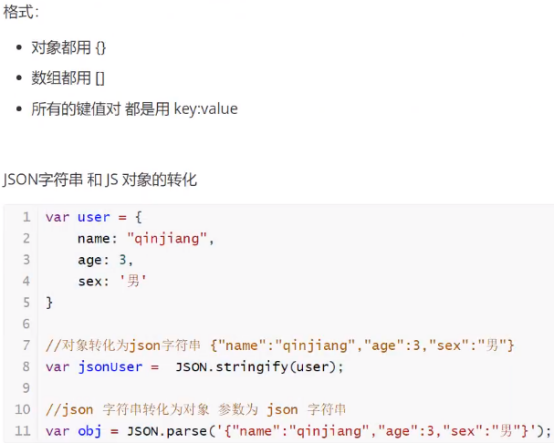 格式：
对象都用 {}
数组都用 []
所有的键值对 都是用 key:value
JSON字符串 和 JS 对象的转化
1 var user = {
2     name: "qinjiang",
3     age: 3,
4     sex: '男'
5 }
6
7 //对象转化为json字符串 {"name":"qinjiang","age":3,"sex":"男"}
8 var jsonUser =  JSON.stringify(user);
9
10 //json 字符串转化为对象 参数为 json 字符串
11 var obj = JSON.parse('{"name":"qinjiang","age":3,"sex":"男"}');